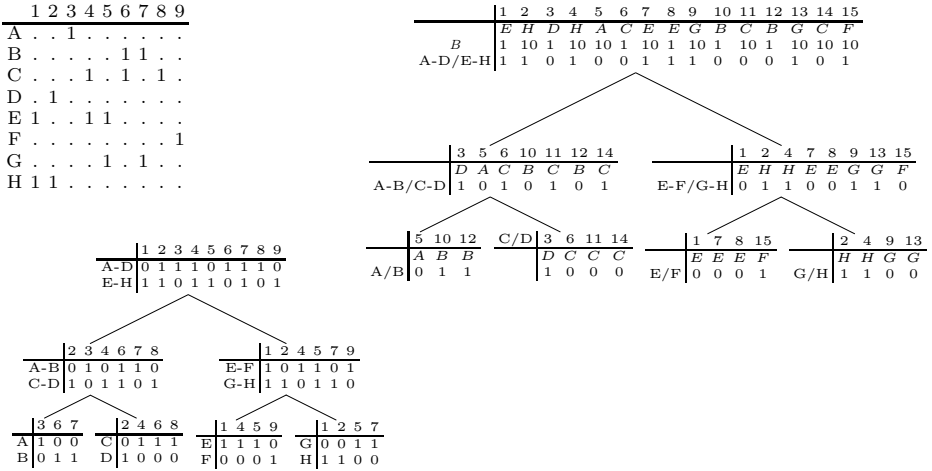 1 2 3 4 5 6 7 8 9
A . . 1 . . . . . .
B . . . . . 1 1 . .
C . . . 1 . 1 . 1 .
D . 1 . . . . . . .
E 1 . . 1 1 . . . .
F . . . . . . . . 1
G . . . . 1 . 1 . .
H 1 1 . . . . . . .
1 2 3 4 5 6 7 8 9 10 11 12 13 14 15
E H D H A C E E G B C B G C F
B 1 10 1 10 10 1 10 1 10 1 10 1 10 10 10
A-D/E-H 1 1 0 1 0 0 1 1 1 0 0 0 1 0 1
3 5 6 10 11 12 14
D A C B C B C
A-B/C-D 1 0 1 0 1 0 1
1 2 4 7 8 9 13 15
E H H E E G G F
E-F/G-H 0 1 1 0 0 1 1 0
5 10 12
A B B
A/B 0 1 1
C/D 3 6 11 14
D C C C
1 0 0 0
1 7 8 15
E E E F
E/F 0 0 0 1
2 4 9 13
H H G G
G/H 1 1 0 0
1 2 3 4 5 6 7 8 9
A-D 0 1 1 1 0 1 1 1 0
E-H 1 1 0 1 1 0 1 0 1
2 3 4 6 7 8
A-B 0 1 0 1 1 0
C-D 1 0 1 1 0 1
1 2 4 5 7 9
E-F 1 0 1 1 0 1
G-H 1 1 0 1 1 0
3 6 7
A 1 0 0
B 0 1 1
2 4 6 8
C 0 1 1 1
D 1 0 0 0
1 4 5 9
E 1 1 1 0
F 0 0 0 1
1 2 5 7
G 0 0 1 1
H 1 1 0 0